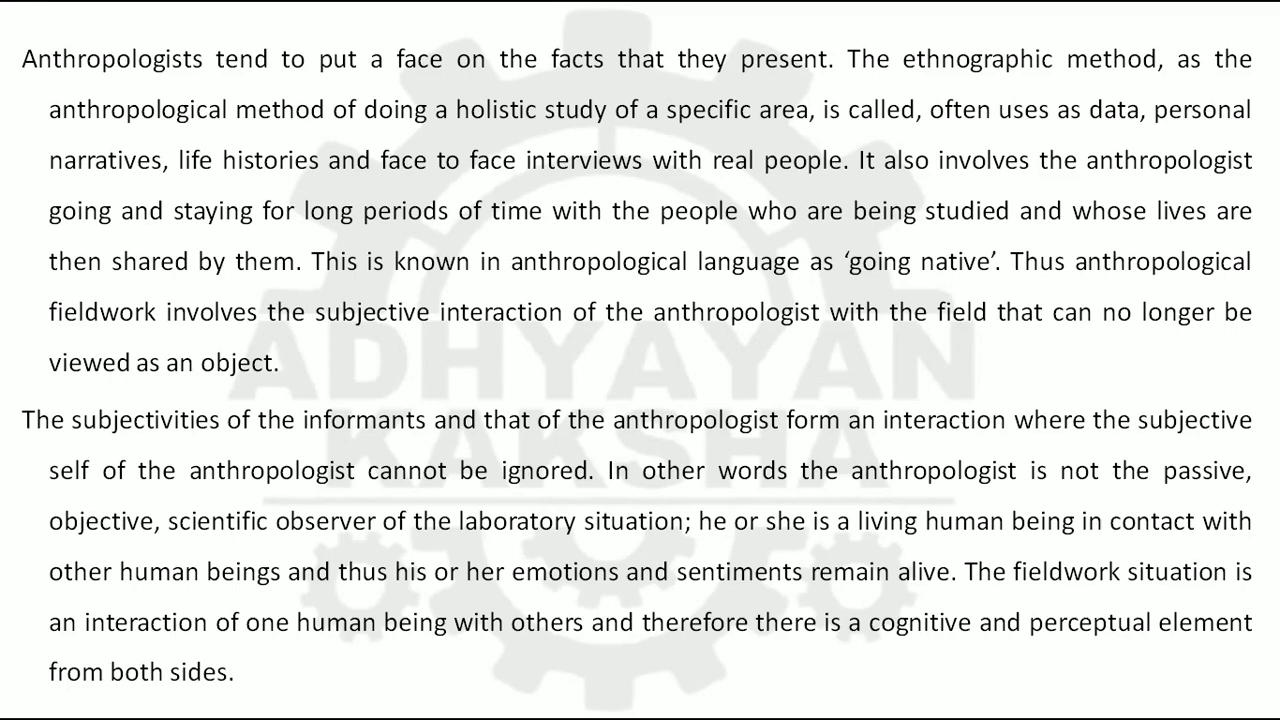 Anthropologists tend to put a face on the facts that they present. The ethnographic method, as the
anthropological method of doing a holistic study of a specific area, is called, often uses as data, personal
narratives, life histories and face to face interviews with real people. It also involves the anthropologist
going and staying for long periods of time with the people who are being studied and whose lives are
then shared by them. This is known in anthropological language as ‘going native’. Thus anthropological
fieldwork involves the subjective interaction of the anthropologist with the field that can no longer be
viewed as an object.
The subjectivities of the informants and that of the anthropologist form an interaction where the subjective
self of the anthropologist cannot be ignored. In other words the anthropologist is not the passive,
objective, scientific observer of the laboratory situation; he or she is a living human being in contact with
other human beings and thus his or her emotions and sentiments remain alive. The fieldwork situation is
an interaction of one human being with others and therefore there is a cognitive and perceptual element
from both sides.
ADHYAYAN
KAKSHA